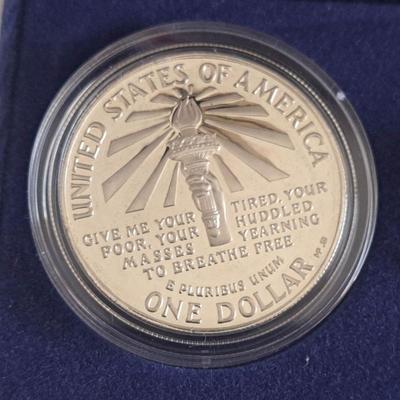 UNITED STATES OF AMERICA
GIVE ME YOUR TIRED, YOUR
POOR, YOUR HUDDLED
MASSES YEARNING
TO BREATHE FREE
E PLURIBUS UNUM
ONE DOLLAR